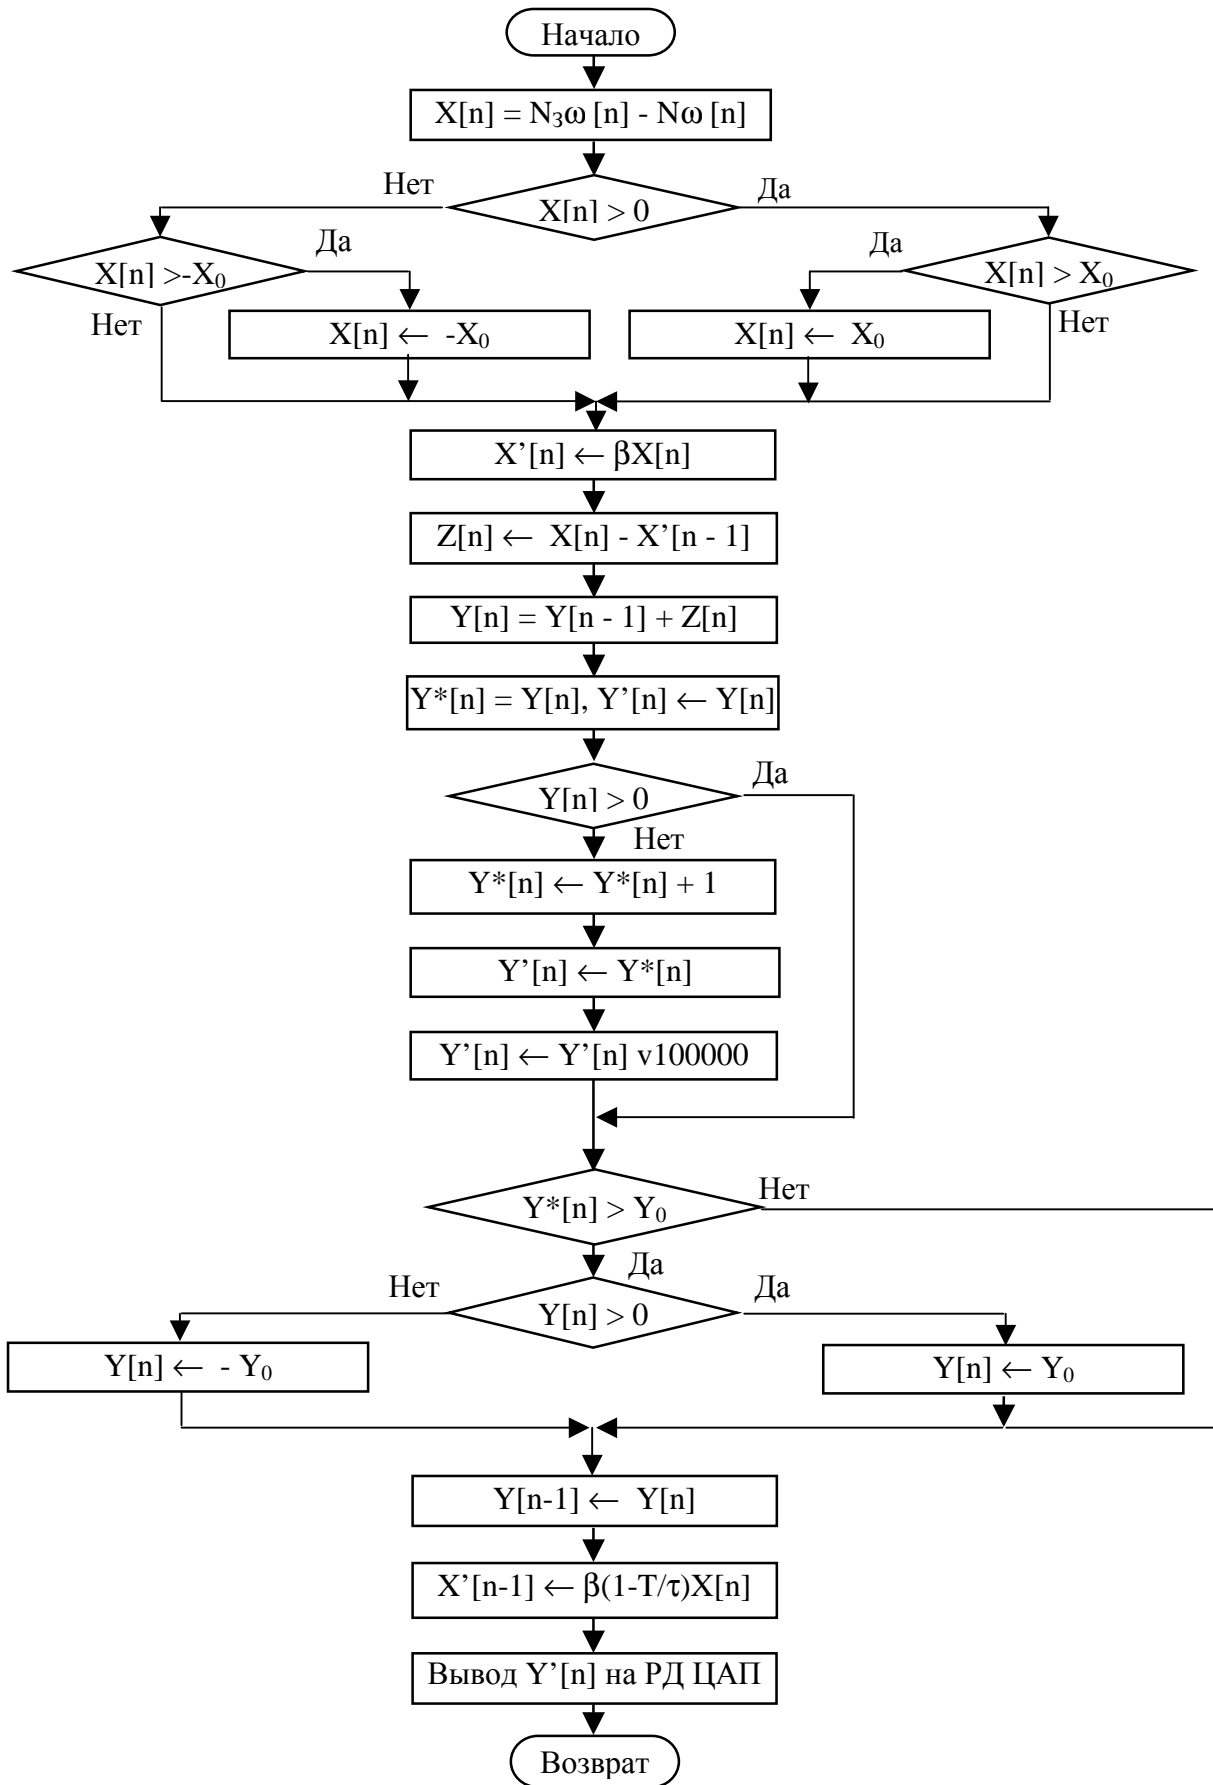 Начало
X[n] = N₃ω [n] - Nω [n]
Нет
Да
X[n] > 0
Да
Да
X[n] >-X₀
X[n] > X₀
Нет
Нет
X[n] ← -X₀
X[n] ← X₀
X’[n] ← βX[n]
Z[n] ← X[n] - X’[n - 1]
Y[n] = Y[n - 1] + Z[n]
Y*[n] = Y[n], Y’[n] ← Y[n]
Да
Y[n] > 0
Нет
Y*[n] ← Y*[n] + 1
Y’[n] ← Y*[n]
Y’[n] ← Y’[n] v100000
Нет
Y*[n] > Y₀
Да
Нет
Да
Y[n] > 0
Y[n] ← - Y₀
Y[n] ← Y₀
Y[n-1] ← Y[n]
X’[n-1] ← β(1-T/τ)X[n]
Вывод Y’[n] на РД ЦАП
Возврат